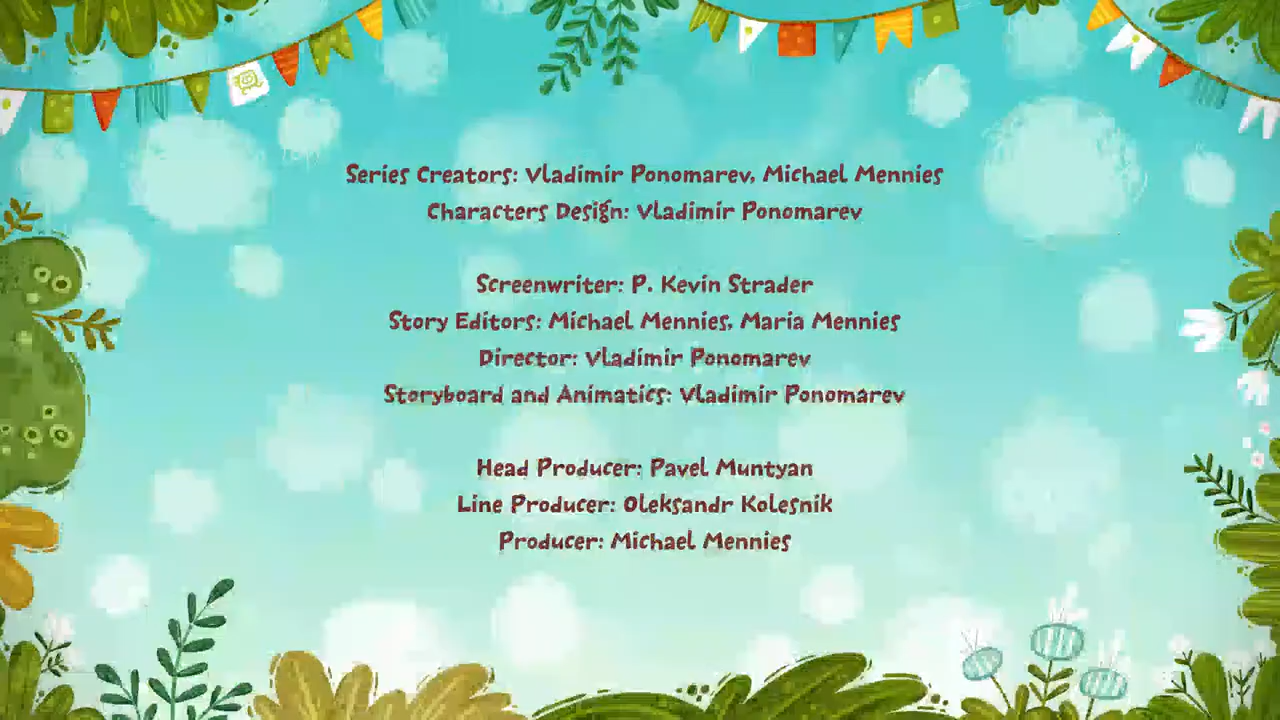 Series Creators: Vladimir Ponomarev, Michael Mennies
Characters Design: Vladimir Ponomarev
Screenwriter: P. Kevin Strader
Story Editors: Michael Mennies, Maria Mennies
Director: Vladimir Ponomarev
Storyboard and Animatics: Vladimir Ponomarev
Head Producer: Pavel Muntyan
Line Producer: Oleksandr Kolesnik
Producer: Michael Mennies